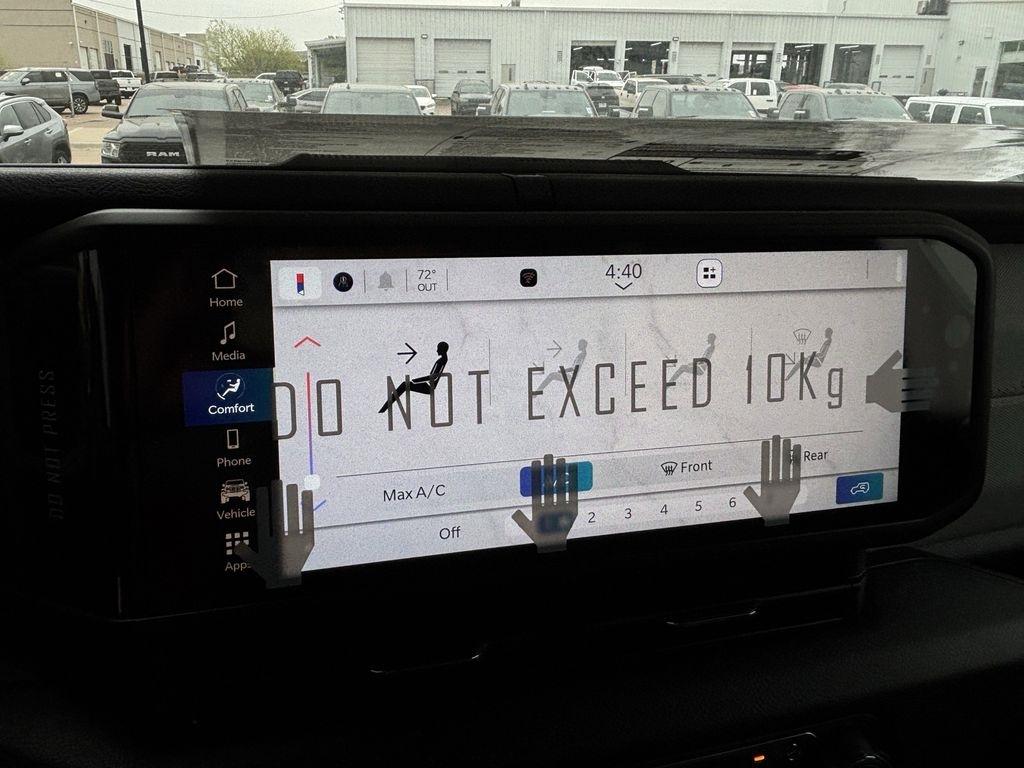 RAM
Home
Media
Comfort
Phone
Vehicle
Apps
72°
OUT
4:40
DO NOT EXCEED 10Kg
DO NOT PRESS
Max A/C
Front
Rear
Off
2 3 4 5 6